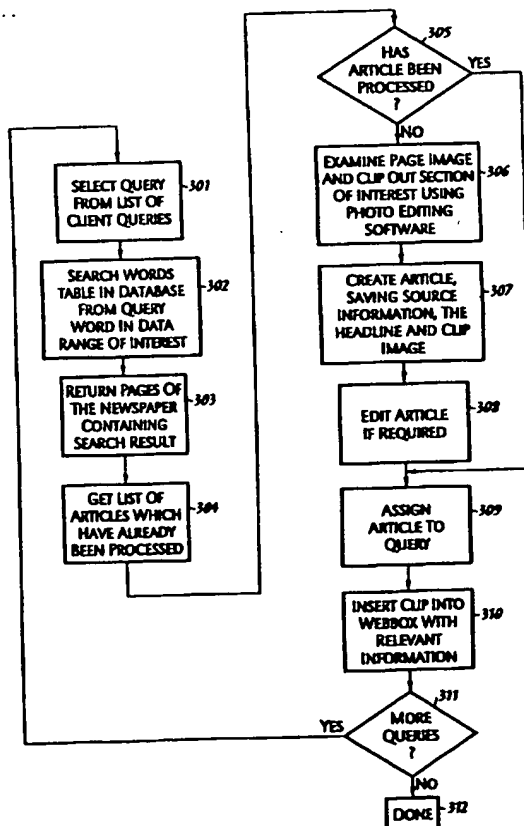 SELECT QUERY
FROM LIST OF
CLIENT QUERIES
301
SEARCH WORDS
TABLE IN DATABASE
FROM QUERY
WORD IN DATA
RANGE OF INTEREST
302
RETURN PAGES OF
THE NEWSPAPER
CONTAINING
SEARCH RESULT
303
GET LIST OF
ARTICLES WHICH
HAVE ALREADY
BEEN PROCESSED
304
HAS
ARTICLE BEEN
PROCESSED
?
305
YES
NO
EXAMINE PAGE IMAGE
AND CLIP OUT SECTION
OF INTEREST USING
PHOTO EDITING
SOFTWARE
306
CREATE ARTICLE,
SAVING SOURCE
INFORMATION, THE
HEADLINE AND CLIP
IMAGE
307
EDIT ARTICLE
IF REQUIRED
308
ASSIGN
ARTICLE TO
QUERY
309
INSERT CLIP INTO
WEBBOX WITH
RELEVANT
INFORMATION
310
MORE
QUERIES
?
311
YES
NO
DONE
312